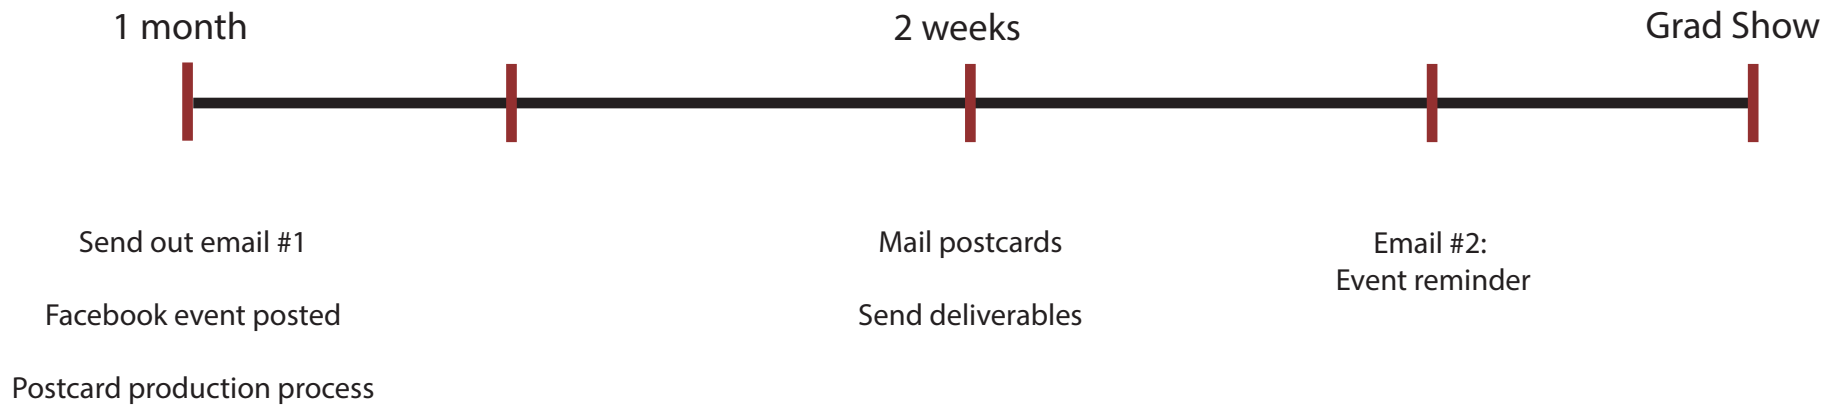 1 month
2 weeks
Grad Show
Send out email #1
Mail postcards
Email #2:
Event reminder
Facebook event posted
Send deliverables
Postcard production process